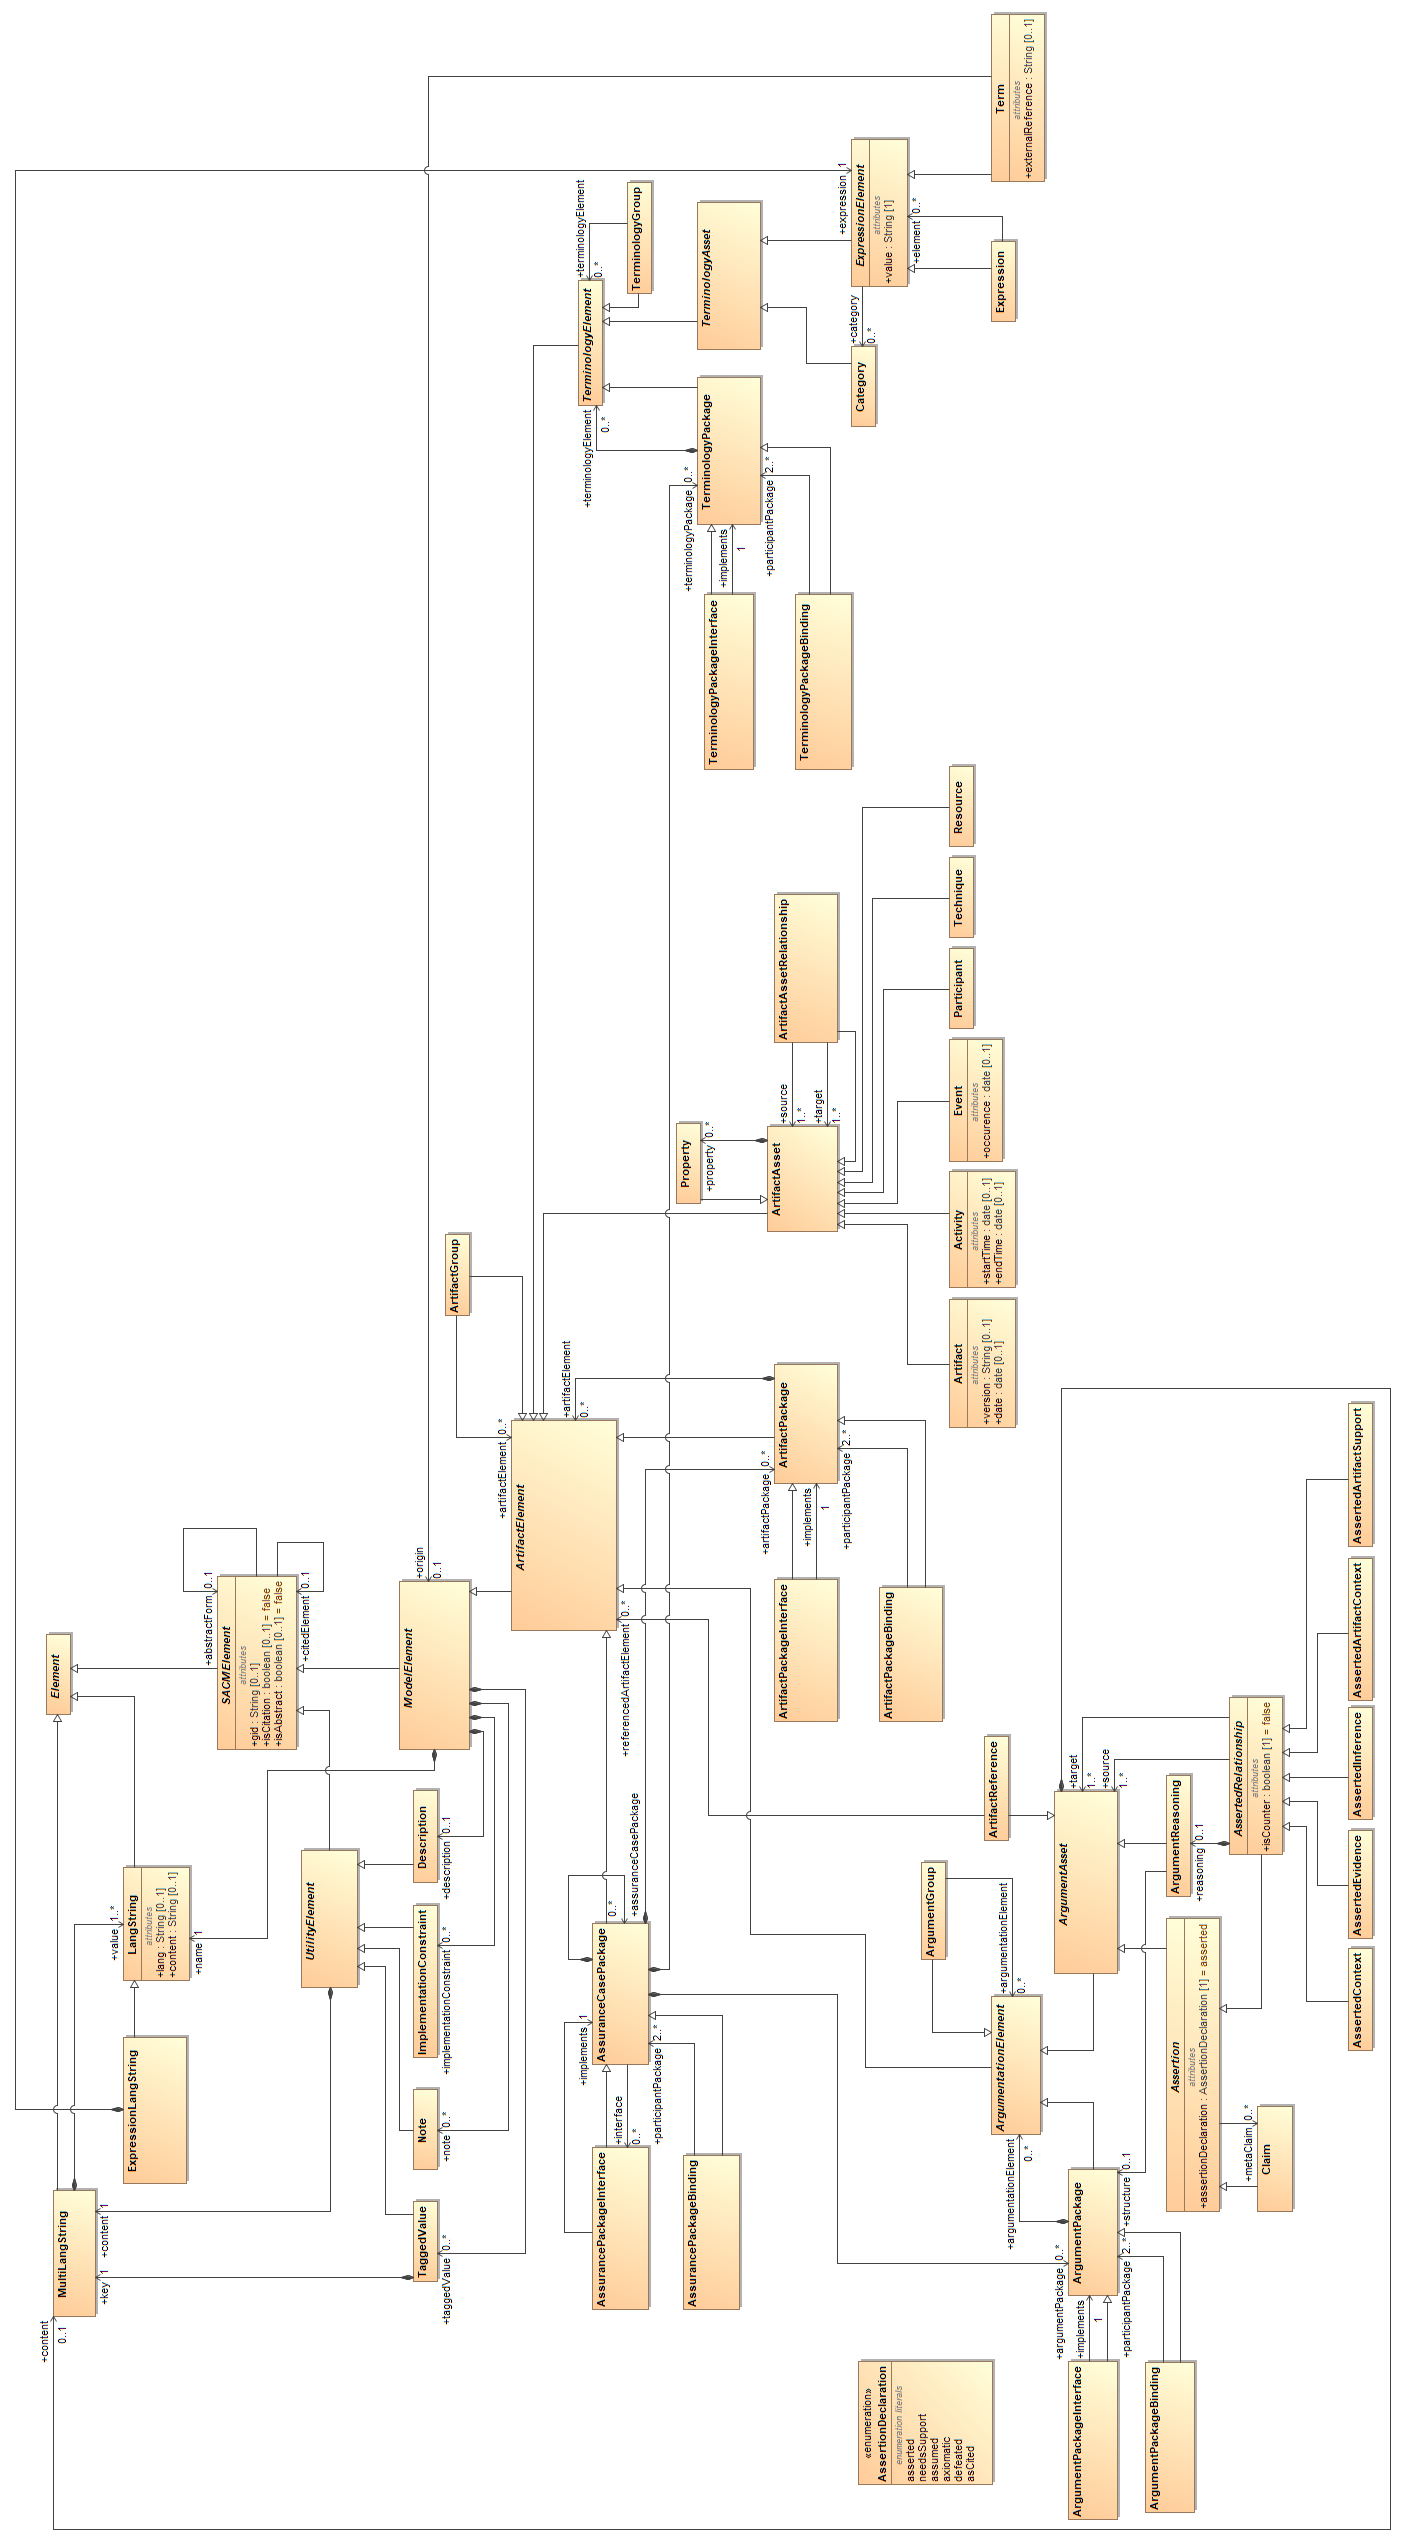 Element
MultiLangString
+content
0..1
+key 1
+content 1
ExpressionLangString
LangString
attributes
+lang : String [0..1]
+content : String [0..1]
+value 1..*
+name 1
SACMElement
attributes
+gid : String [0..1]
+isCitation : boolean [0..1] = false
+isAbstract : boolean [0..1] = false
+abstractForm 0..1
+citedElement 0..1
UtilityElement
ModelElement
+origin
0..1
TaggedValue
+taggedValue 0..*
Note
+note 0..*
ImplementationConstraint
+implementationConstraint 0..*
Description
+description 0..1
ArtifactGroup
+artifactElement 0..*
ArtifactElement
+artifactElement
0..*
+referencedArtifactElement 0..*
AssurancePackageInterface
+implements 1
+interface
0..*
AssuranceCasePackage
0..*
+assuranceCasePackage
+participantPackage 2..*
AssurancePackageBinding
ArtifactPackage
+artifactPackage 0..*
+implements
1
+participantPackage 2..*
ArtifactPackageInterface
ArtifactPackageBinding
Property
+property 0..*
ArtifactAsset
+source
1..*
+target
1..*
ArtifactAssetRelationship
Artifact
attributes
+version : String [0..1]
+date : date [0..1]
Activity
attributes
+startTime : date [0..1]
+endTime : date [0..1]
Event
attributes
+occurence : date [0..1]
Participant
Technique
Resource
TerminologyElement
+terminologyElement
0..*
+terminologyElement
0..*
TerminologyGroup
TerminologyPackage
+terminologyPackage 0..*
+implements
1
+participantPackage 2..*
TerminologyPackageInterface
TerminologyPackageBinding
TerminologyAsset
Category
+category
0..*
ExpressionElement
attributes
+value : String [1]
+expression 1
+element 0..*
Expression
Term
attributes
+externalReference : String [0..1]
«enumeration»
AssertionDeclaration
enumeration literals
asserted
needsSupport
assumed
axiomatic
defeated
asCited
ArgumentGroup
+argumentationElement
0..*
ArgumentationElement
+argumentationElement
0..*
ArtifactReference
ArgumentAsset
+target
1..*
+source
1..*
ArgumentPackage
+argumentPackage 0..*
+implements
1
+participantPackage 2..*
+structure 0..1
ArgumentPackageInterface
ArgumentPackageBinding
ArgumentReasoning
+reasoning 0..1
Assertion
attributes
+assertionDeclaration : AssertionDeclaration [1] = asserted
+metaClaim 0..*
Claim
AssertedRelationship
attributes
+isCounter : boolean [1] = false
AssertedContext
AssertedEvidence
AssertedInference
AssertedArtifactContext
AssertedArtifactSupport